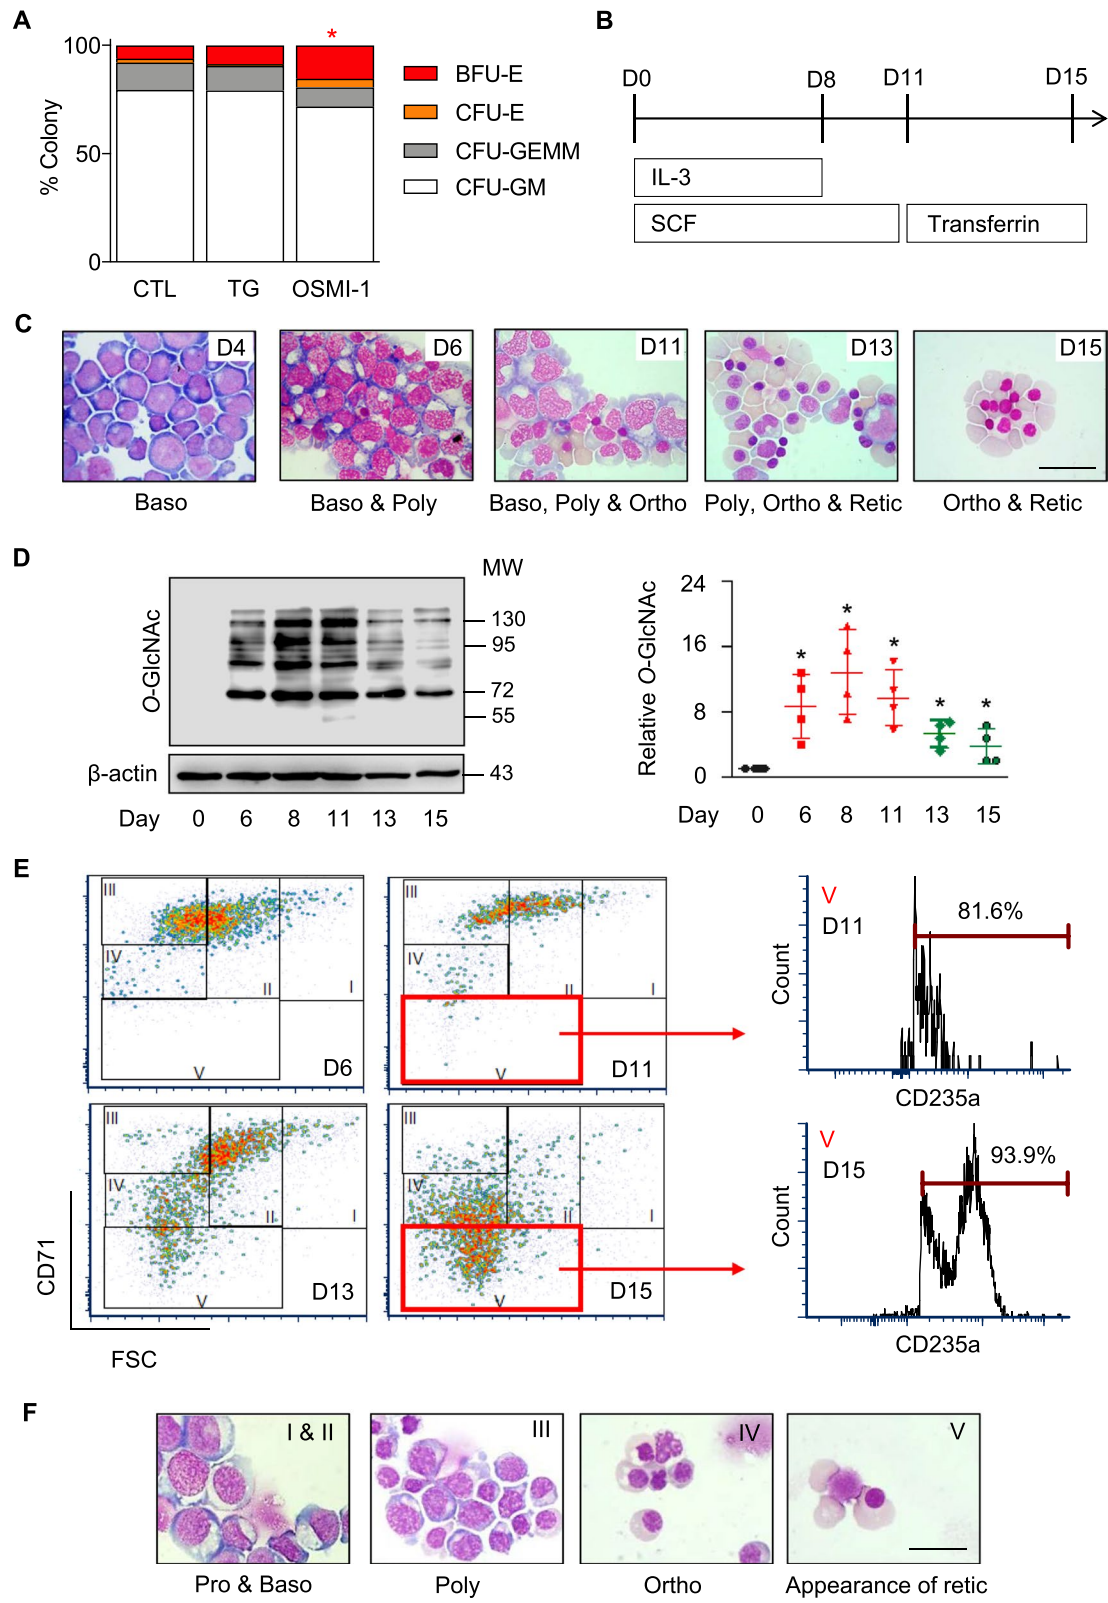 A
100
50
0
% Colony
*
CTL
TG
OSMI-1
BFU-E
CFU-E
CFU-GEMM
CFU-GM
B
D0
D8
D11
D15
IL-3
SCF
Transferrin
C
D4
D6
D11
D13
D15
Baso
Baso & Poly
Baso, Poly & Ortho
Poly, Ortho & Retic
Ortho & Retic
D
O-GlcNAc
MW
130
95
72
55
β-actin
43
Day 0 6 8 11 13 15
Relative O-GlcNAc
24
16
8
0
* * * * *
Day 0 6 8 11 13 15
E
III
IV
II
I
V
D6
III
IV
II
I
V
D11
V
D11
81.6%
Count
CD235a
III
IV
II
I
V
D13
III
IV
II
I
V
D15
V
D15
93.9%
Count
CD235a
CD71
FSC
F
I & II
III
IV
V
Pro & Baso
Poly
Ortho
Appearance of retic